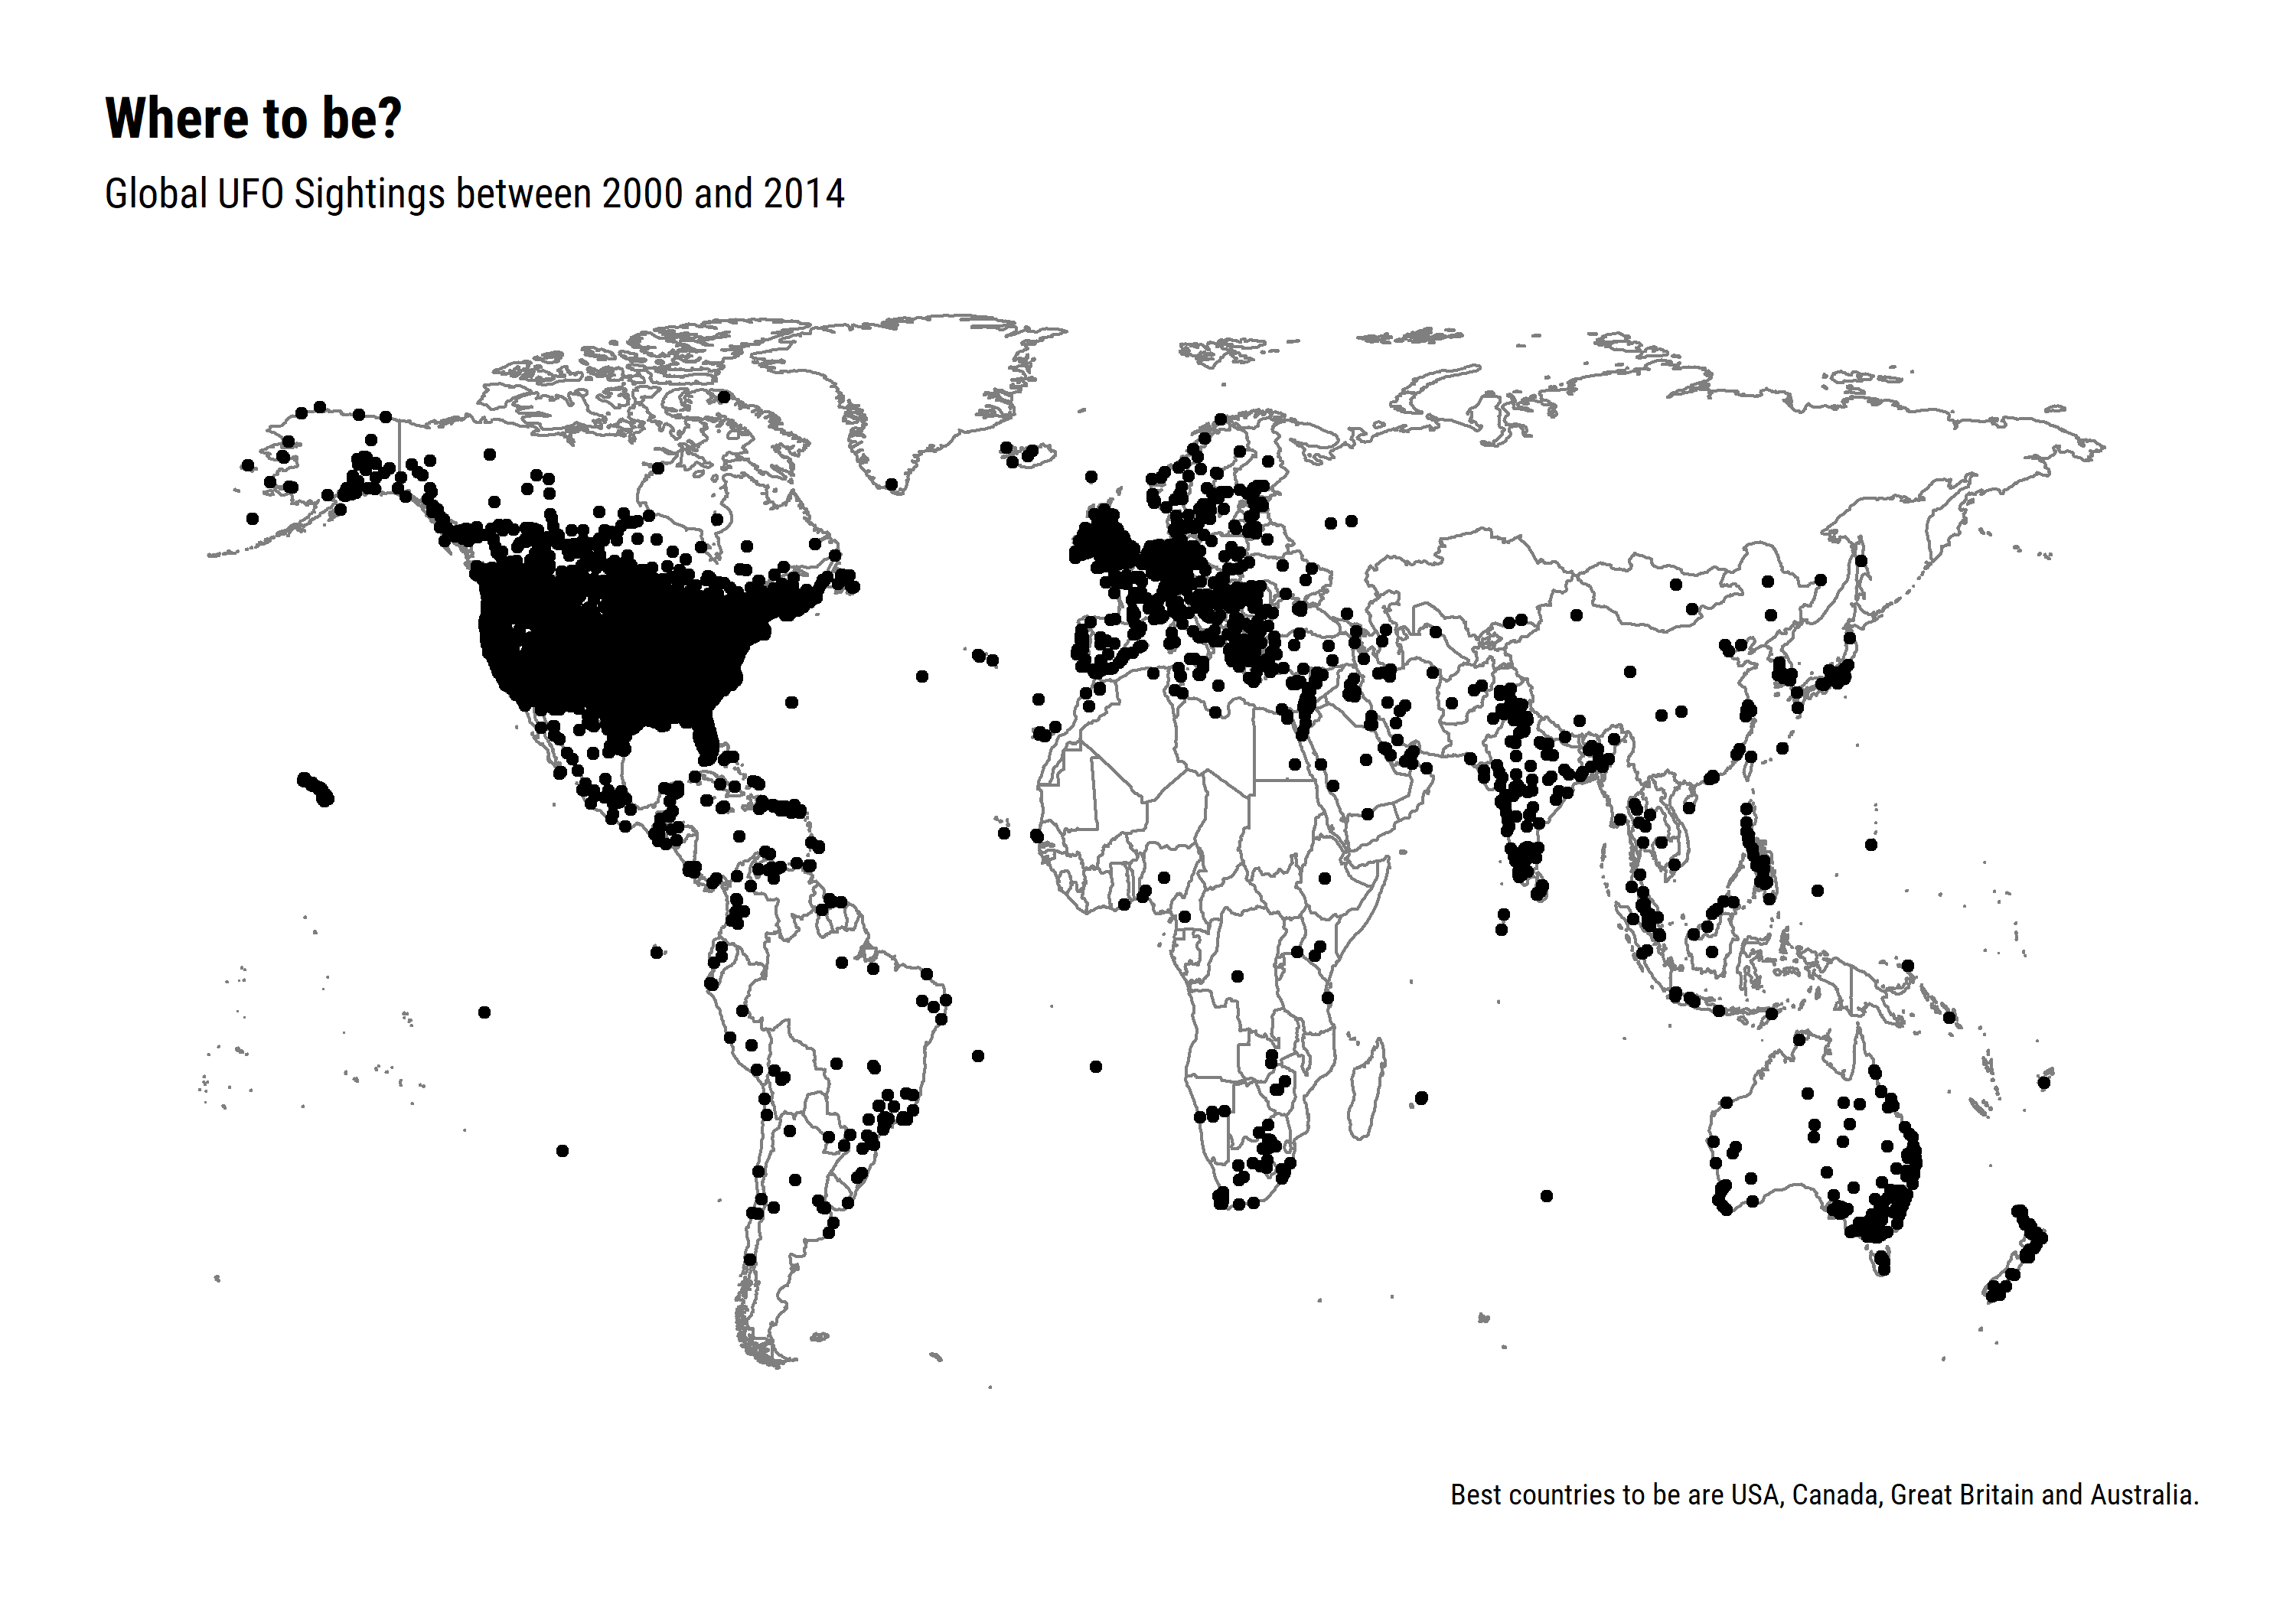 Where to be?
Global UFO Sightings between 2000 and 2014
Best countries to be are USA, Canada, Great Britain and Australia.